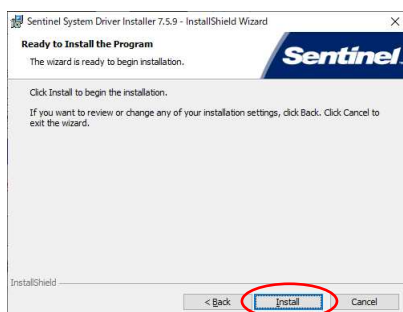 Sentinel System Driver Installer 7.5.9 - InstallShield Wizard
Ready to Install the Program
The wizard is ready to begin installation.
Sentinel.
Click Install to begin the installation.
If you want to review or change any of your installation settings, click Back. Click Cancel to
exit the wizard.
InstallShield
< Back Install Cancel